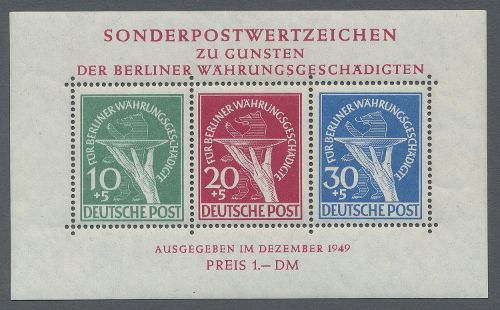 SONDERPOSTWERTZEICHEN
ZU GUNSTEN
DER BERLINER WÄHRUNGSGESCHÄDIGTEN
FÜR BERLINER WÄHRUNGSGESCHÄDIGTE
10
+5
DEUTSCHE POST
FÜR BERLINER WÄHRUNGSGESCHÄDIGTE
20
+5
DEUTSCHE POST
FÜR BERLINER WÄHRUNGSGESCHÄDIGTE
30
+5
DEUTSCHE POST
AUSGEGEBEN IM DEZEMBER 1949
PREIS 1.— DM